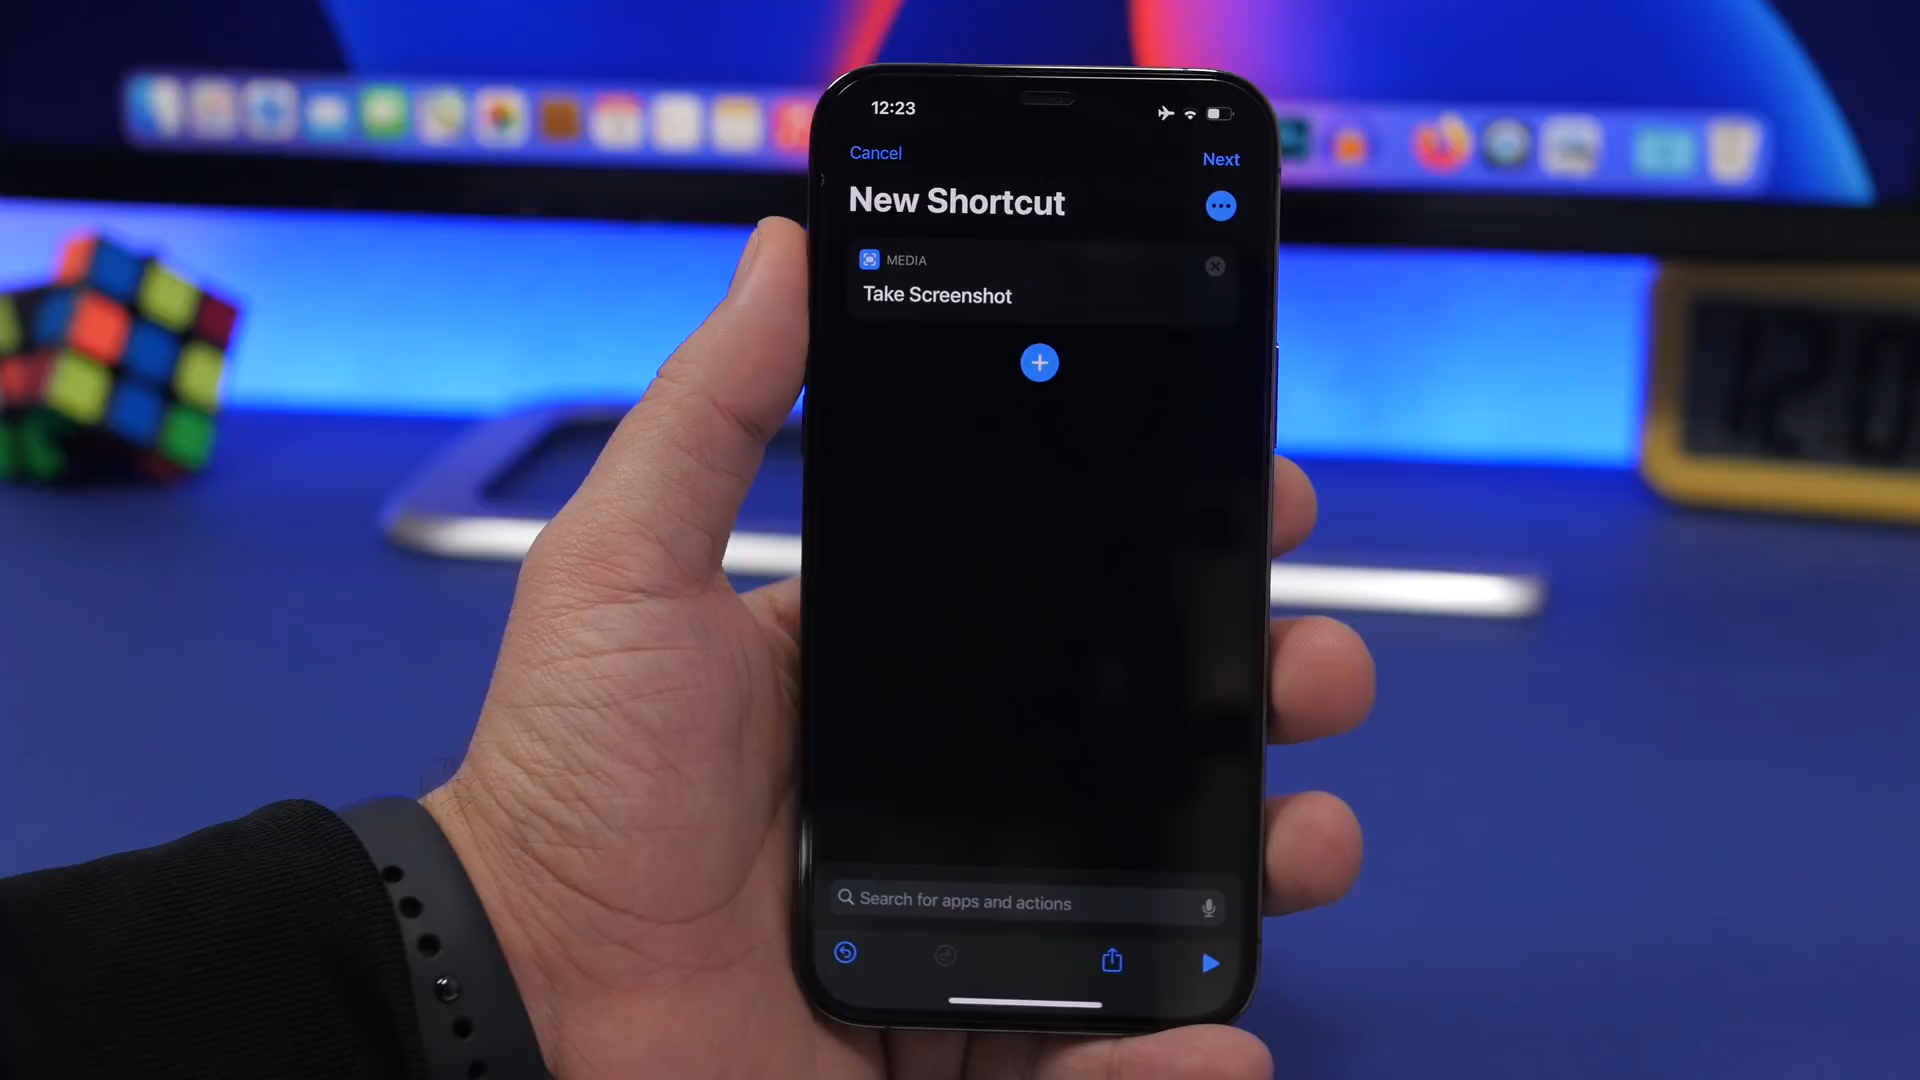 12:23
Cancel
Next
New Shortcut
MEDIA
Take Screenshot
Search for apps and actions